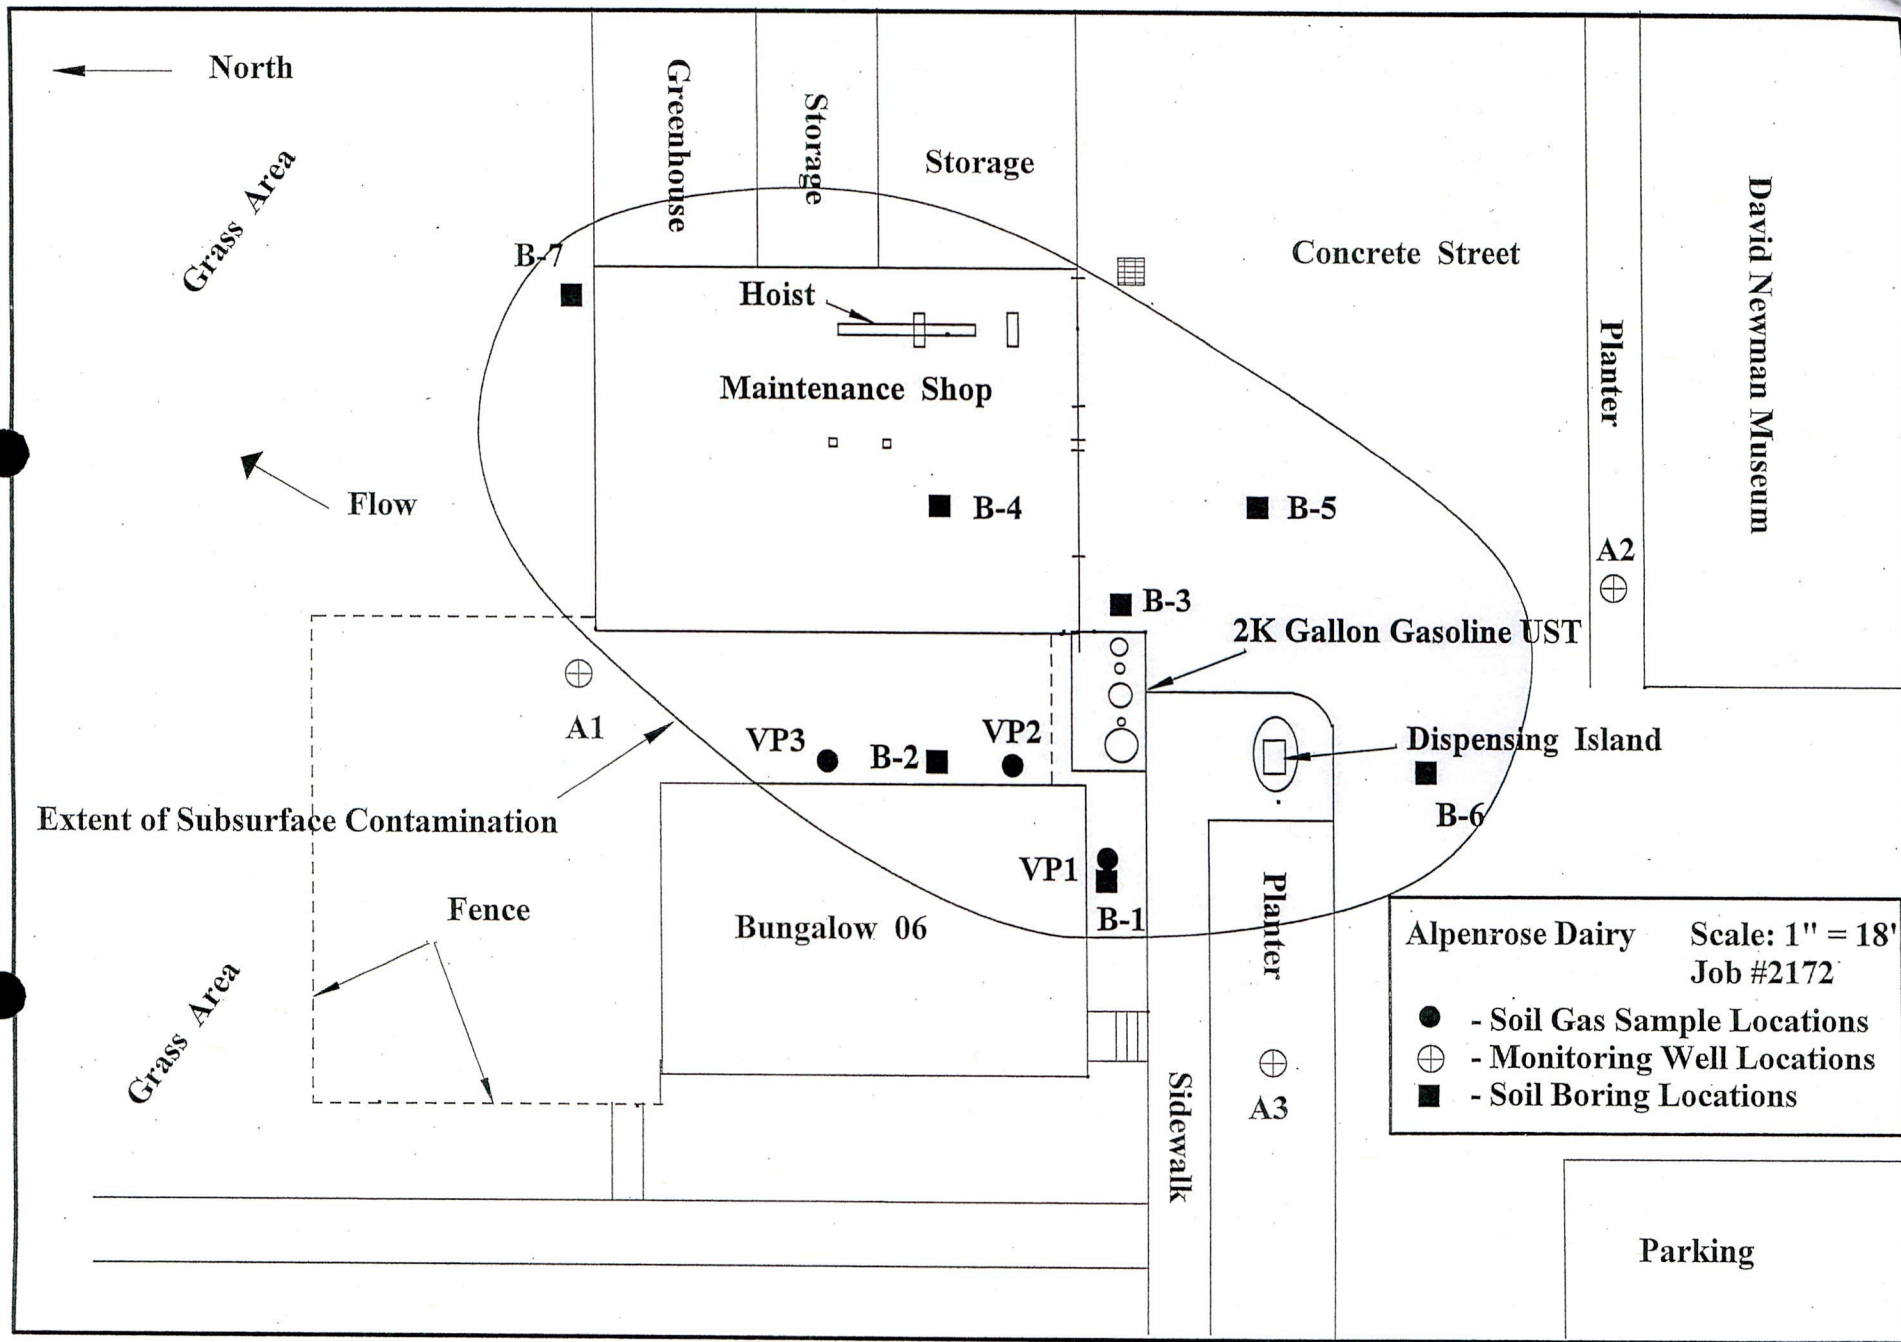 North
Grass Area
Greenhouse
Storage
Storage
B-7
Hoist
Concrete Street
David Newman Museum
Planter
Maintenance Shop
Flow
B-4
B-5
A2
B-3
2K Gallon Gasoline UST
A1
VP3
B-2
VP2
Dispensing Island
Extent of Subsurface Contamination
B-6
VP1
B-1
Fence
Bungalow 06
Planter
Grass Area
A3
Sidewalk
Alpenrose Dairy Scale: 1" = 18'
Job #2172
- Soil Gas Sample Locations
- Monitoring Well Locations
- Soil Boring Locations
Parking